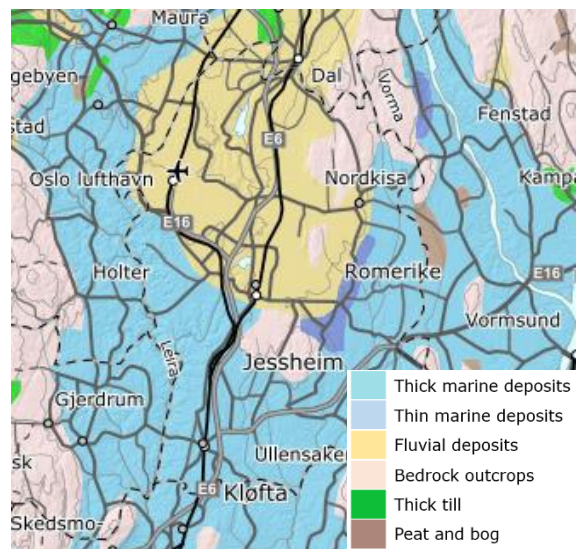 Maura
gebyen
Dal
Vorma
stad
Fenstad
E6
Oslo lufthavn
Nordkisa
Kampa
E16
Holter
Romerike
E16
Vormsund
Leira
Jessheim
Gjerdrum
Thick marine deposits
Thin marine deposits
Fluvial deposits
sk
Ullensaker
Bedrock outcrops
E6
Kløfta
Thick till
Skedsmo-
Peat and bog